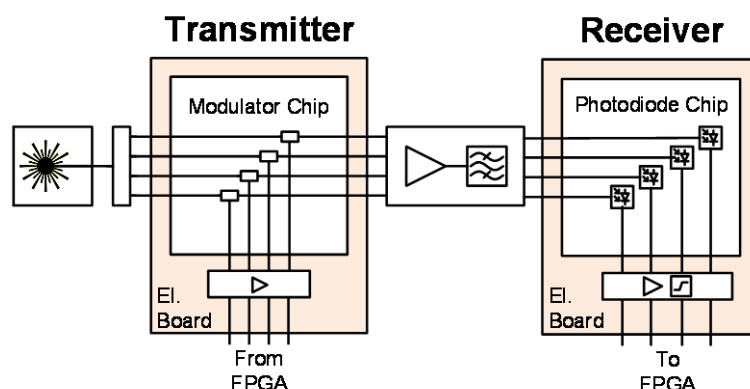 Transmitter
Modulator Chip
El.
Board
From
FPGA
Receiver
Photodiode Chip
El.
Board
To
FPGA